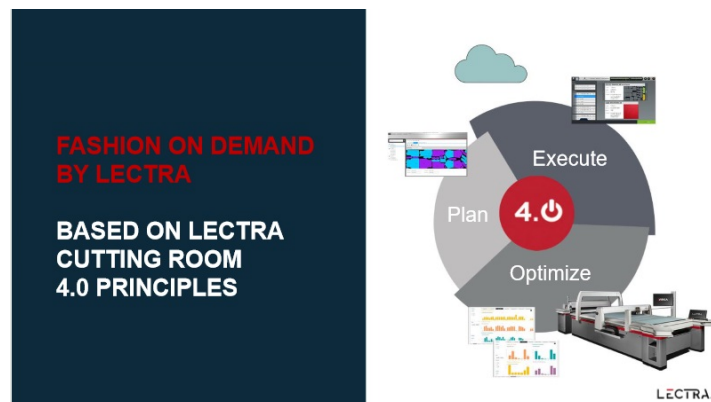 FASHION ON DEMAND
BY LECTRA
BASED ON LECTRA
CUTTING ROOM
4.0 PRINCIPLES
Execute
Plan
4.0
Optimize
LECTRA